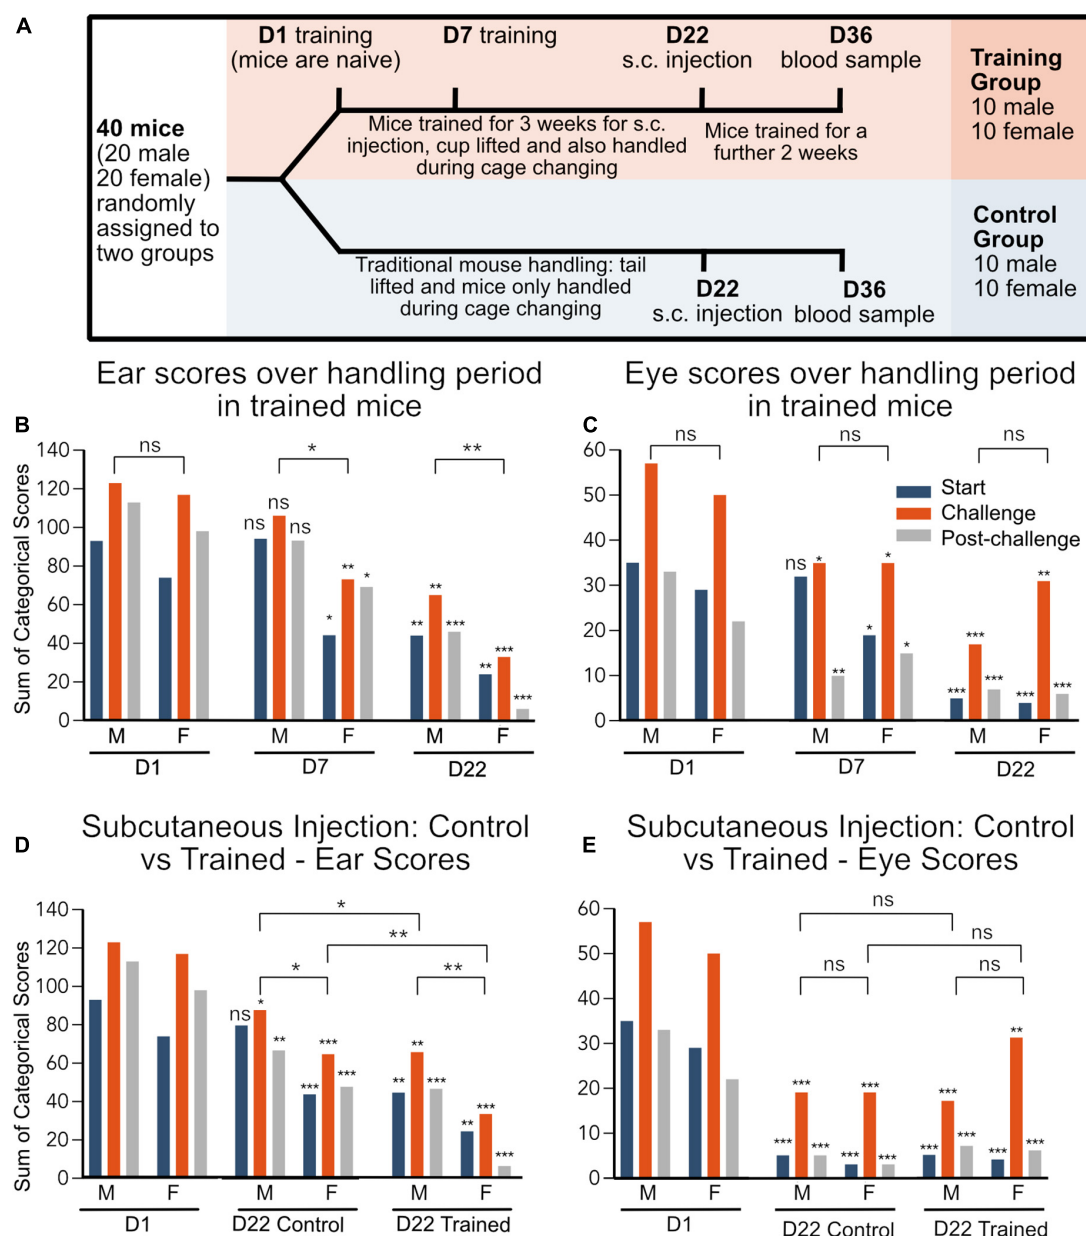 A
40 mice
(20 male
20 female)
randomly
assigned to
two groups
D1 training
(mice are naive)
D7 training
D22
s.c. injection
D36
blood sample
Mice trained for 3 weeks for s.c.
injection, cup lifted and also handled
during cage changing
Mice trained for a
further 2 weeks
Training
Group
10 male
10 female
Traditional mouse handling: tail
lifted and mice only handled
during cage changing
D22
s.c. injection
D36
blood sample
Control
Group
10 male
10 female
B
Ear scores over handling period
in trained mice
Sum of Categorical Scores
140
120
100
80
60
40
20
0
ns
*
**
ns
ns
ns
*
**
*
**
**
***
**
***
***
M F M F M F
D1 D7 D22
C
Eye scores over handling period
in trained mice
60
50
40
30
20
10
0
ns
ns
ns
Start
Challenge
Post-challenge
ns
*
**
*
*
*
***
***
***
***
**
***
M F M F M F
D1 D7 D22
D
Subcutaneous Injection: Control
vs Trained - Ear Scores
Sum of Categorical Scores
140
120
100
80
60
40
20
0
*
**
*
**
ns
*
**
***
***
***
**
**
***
**
***
***
M F M F M F
D1 D22 Control D22 Trained
E
Subcutaneous Injection: Control
vs Trained - Eye Scores
60
50
40
30
20
10
0
ns
ns
ns
ns
***
***
***
***
***
***
***
***
***
***
**
***
M F M F M F
D1 D22 Control D22 Trained